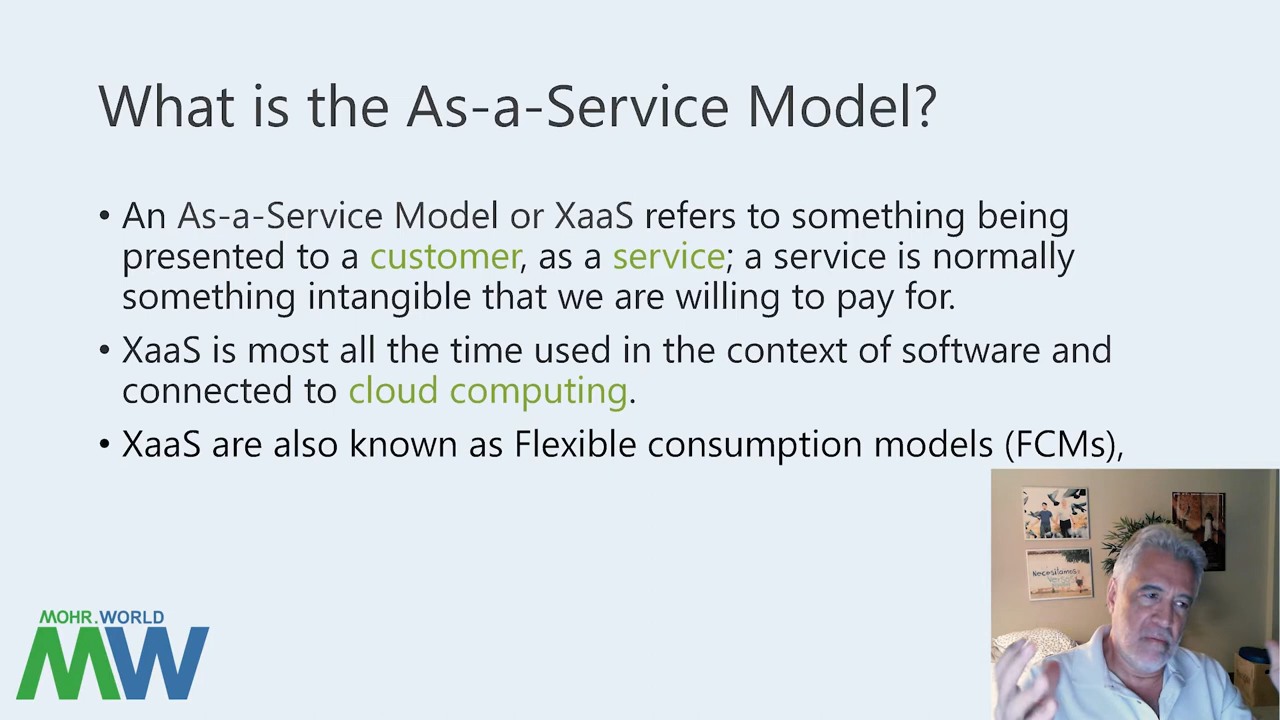 What is the As-a-Service Model?
• An As-a-Service Model or XaaS refers to something being
presented to a customer, as a service; a service is normally
something intangible that we are willing to pay for.
• XaaS is most all the time used in the context of software and
connected to cloud computing.
• XaaS are also known as Flexible consumption models (FCMs),
Necesitamos
MOHR.WORLD
MW